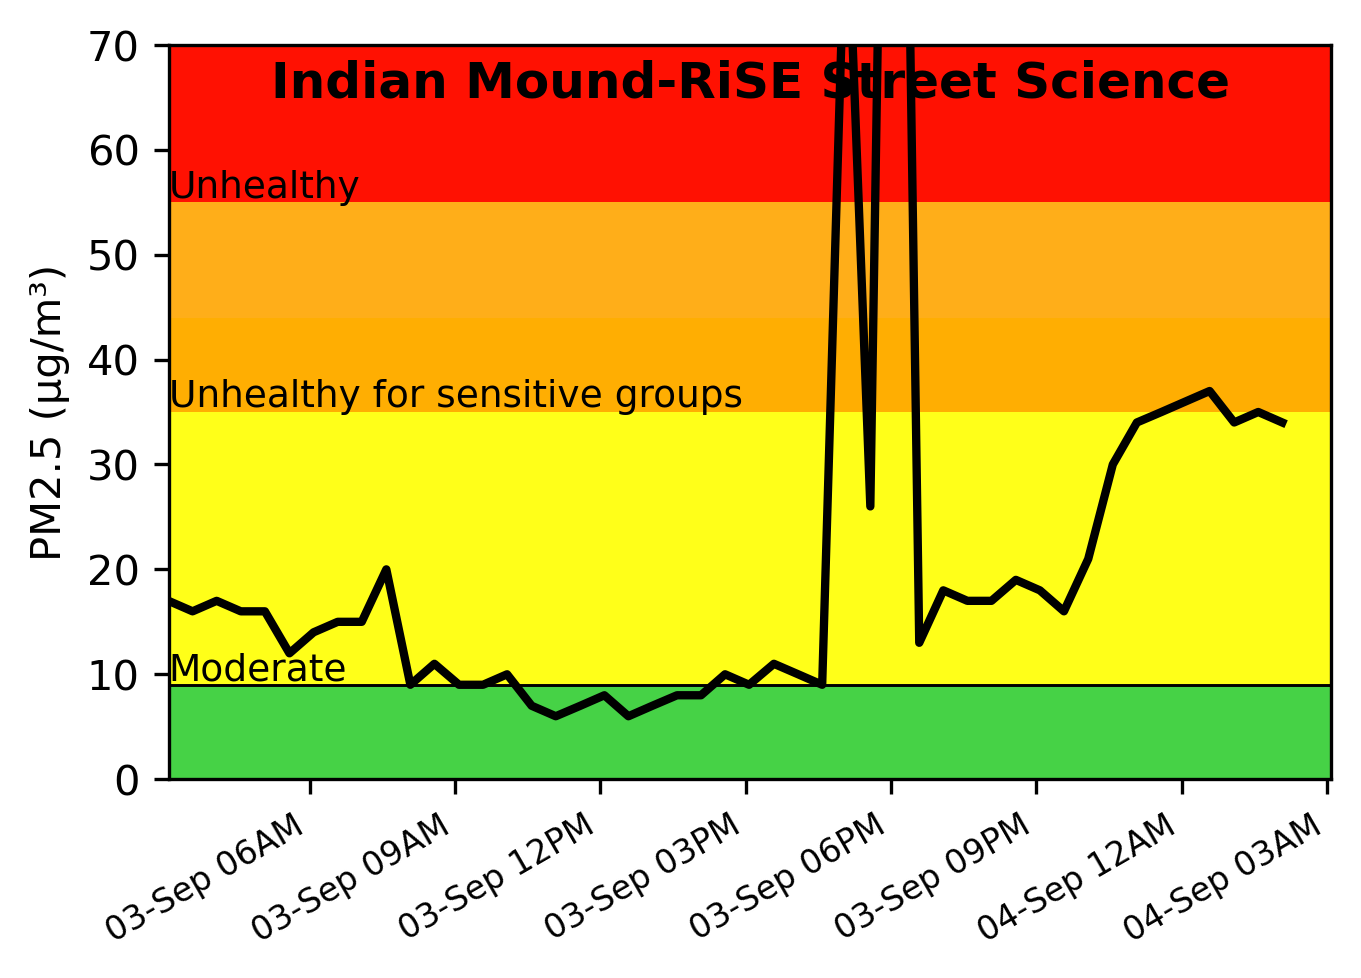 Indian Mound-RiSE Street Science
PM2.5 (µg/m³)
70
60
50
40
30
20
10
0
Unhealthy
Unhealthy for sensitive groups
Moderate
03-Sep 06AM
03-Sep 09AM
03-Sep 12PM
03-Sep 03PM
03-Sep 06PM
03-Sep 09PM
04-Sep 12AM
04-Sep 03AM